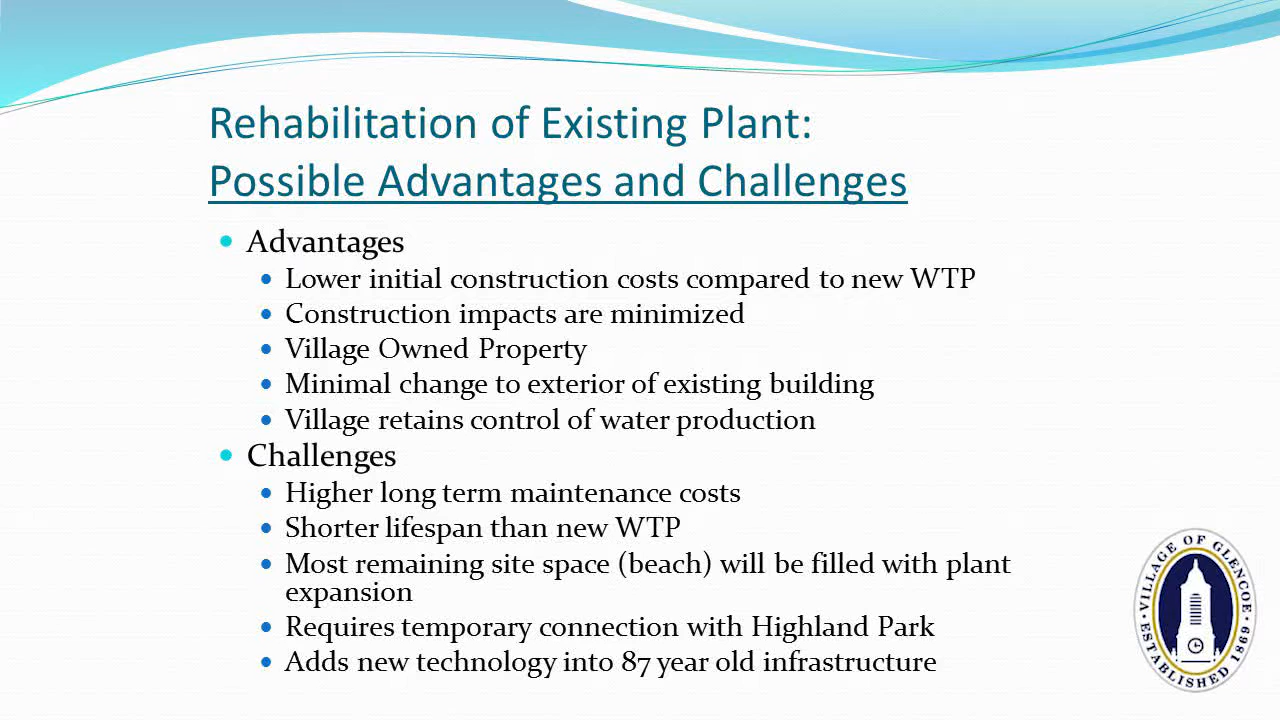 Rehabilitation of Existing Plant:
Possible Advantages and Challenges
Advantages
Lower initial construction costs compared to new WTP
Construction impacts are minimized
Village Owned Property
Minimal change to exterior of existing building
Village retains control of water production
Challenges
Higher long term maintenance costs
Shorter lifespan than new WTP
Most remaining site space (beach) will be filled with plant
expansion
Requires temporary connection with Highland Park
Adds new technology into 87 year old infrastructure
VILLAGE OF GLENCOE
ESTABLISHED 1869